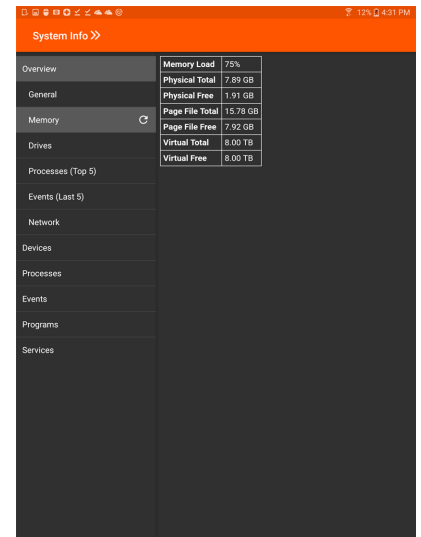 12% 4:31 PM
System Info
Overview
General
Memory
Drives
Processes (Top 5)
Events (Last 5)
Network
Devices
Processes
Events
Programs
Services
Memory Load 75%
Physical Total 7.89 GB
Physical Free 1.91 GB
Page File Total 15.78 GB
Page File Free 7.92 GB
Virtual Total 8.00 TB
Virtual Free 8.00 TB